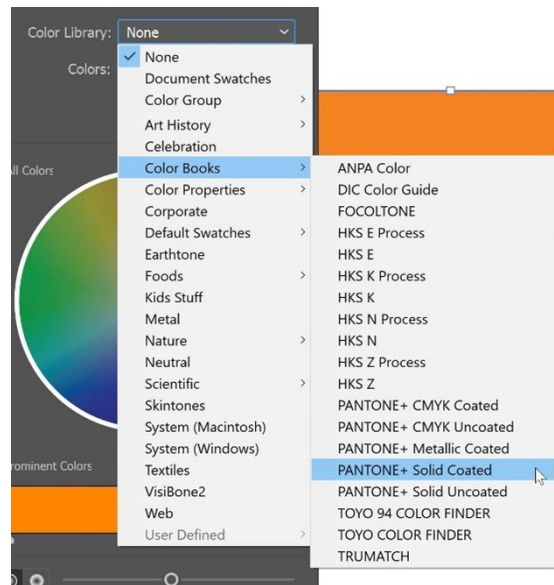 Color Library: None
Colors:
None
Document Swatches
Color Group
Art History
Celebration
Color Books
Color Properties
Corporate
Default Swatches
Earthtone
Foods
Kids Stuff
Metal
Nature
Neutral
Scientific
Skintones
System (Macintosh)
System (Windows)
Textiles
VisiBone2
Web
User Defined
ANPA Color
DIC Color Guide
FOCOLTONE
HKS E Process
HKS E
HKS K Process
HKS K
HKS N Process
HKS N
HKS Z Process
HKS Z
PANTONE+ CMYK Coated
PANTONE+ CMYK Uncoated
PANTONE+ Metallic Coated
PANTONE+ Solid Coated
PANTONE+ Solid Uncoated
TOYO 94 COLOR FINDER
TOYO COLOR FINDER
TRUMATCH
ll Colors
rominent Colors